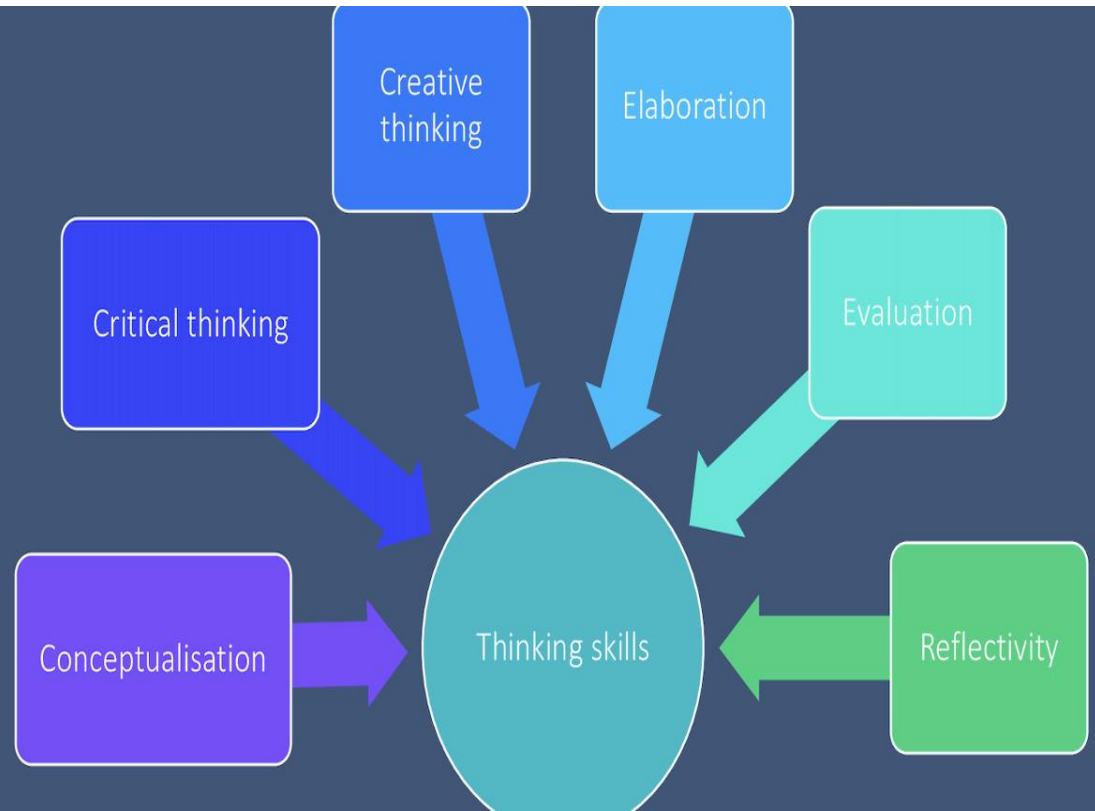 Creative
thinking
Elaboration
Critical thinking
Evaluation
Conceptualisation
Thinking skills
Reflectivity